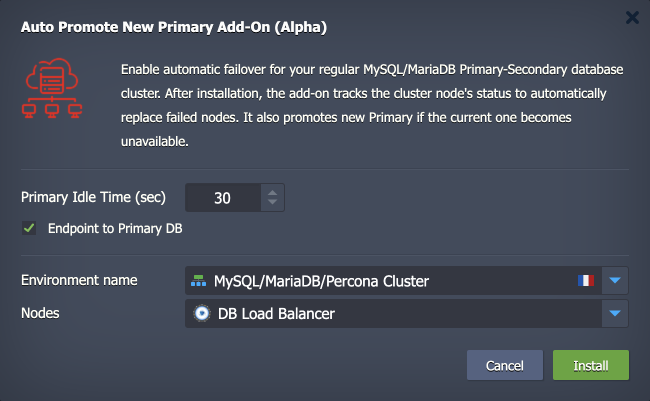 Auto Promote New Primary Add-On (Alpha)
Enable automatic failover for your regular MySQL/MariaDB Primary-Secondary database
cluster. After installation, the add-on tracks the cluster node's status to automatically
replace failed nodes. It also promotes new Primary if the current one becomes
unavailable.
Primary Idle Time (sec) 30
Endpoint to Primary DB
Environment name MySQL/MariaDB/Percona Cluster
Nodes DB Load Balancer
Cancel Install